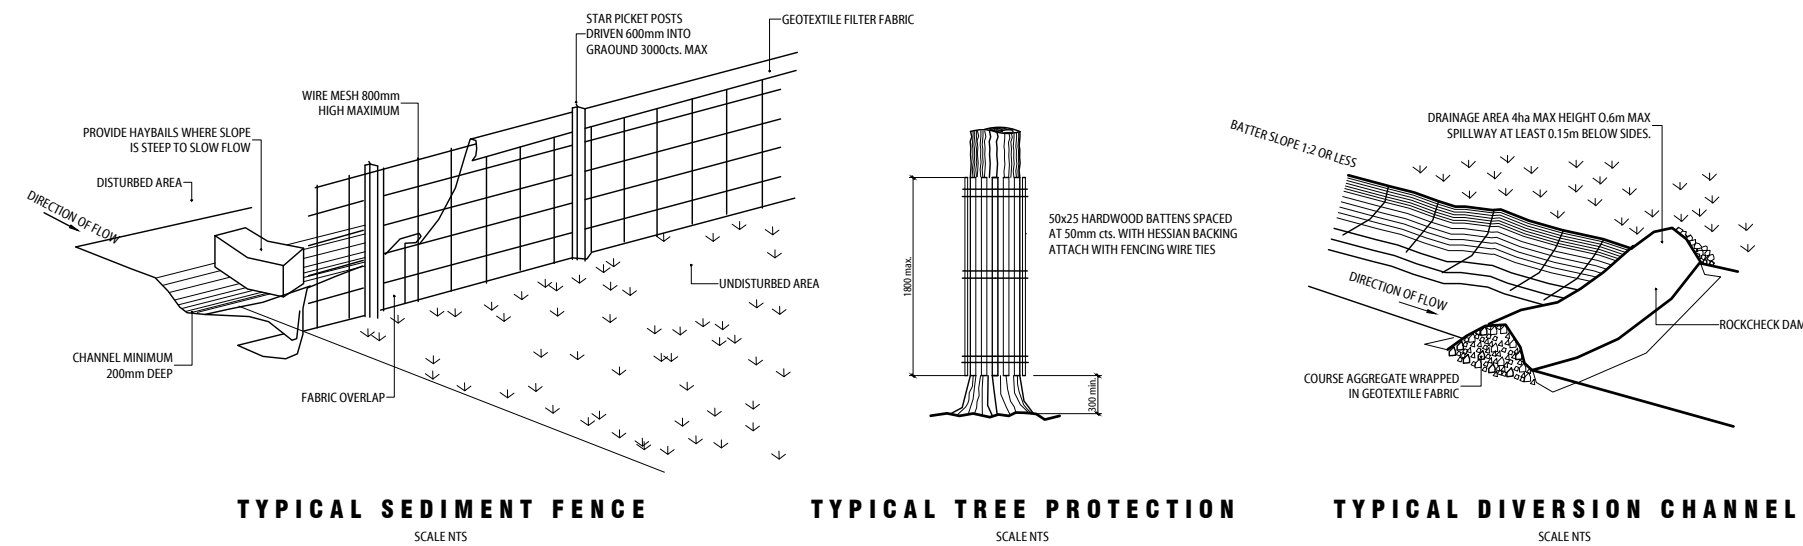 STAR PICKET POSTS
DRIVEN 600mm INTO
GRAOUND 3000cts. MAX
GEOTEXTILE FILTER FABRIC
WIRE MESH 800mm
HIGH MAXIMUM
PROVIDE HAYBAILS WHERE SLOPE
IS STEEP TO SLOW FLOW
DISTURBED AREA
DIRECTION OF FLOW
UNDISTURBED AREA
CHANNEL MINIMUM
200mm DEEP
FABRIC OVERLAP
TYPICAL SEDIMENT FENCE
SCALE NTS
50x25 HARDWOOD BATTENS SPACED
AT 50mm cts. WITH HESSIAN BACKING
ATTACH WITH FENCING WIRE TIES
1800 max.
300 min.
TYPICAL TREE PROTECTION
SCALE NTS
DRAINAGE AREA 4ha MAX HEIGHT O.6m MAX
SPILLWAY AT LEAST 0.15m BELOW SIDES.
BATTER SLOPE 1:2 OR LESS
DIRECTION OF FLOW
ROCKCHECK DAM
COURSE AGGREGATE WRAPPED
IN GEOTEXTILE FABRIC
TYPICAL DIVERSION CHANNEL
SCALE NTS